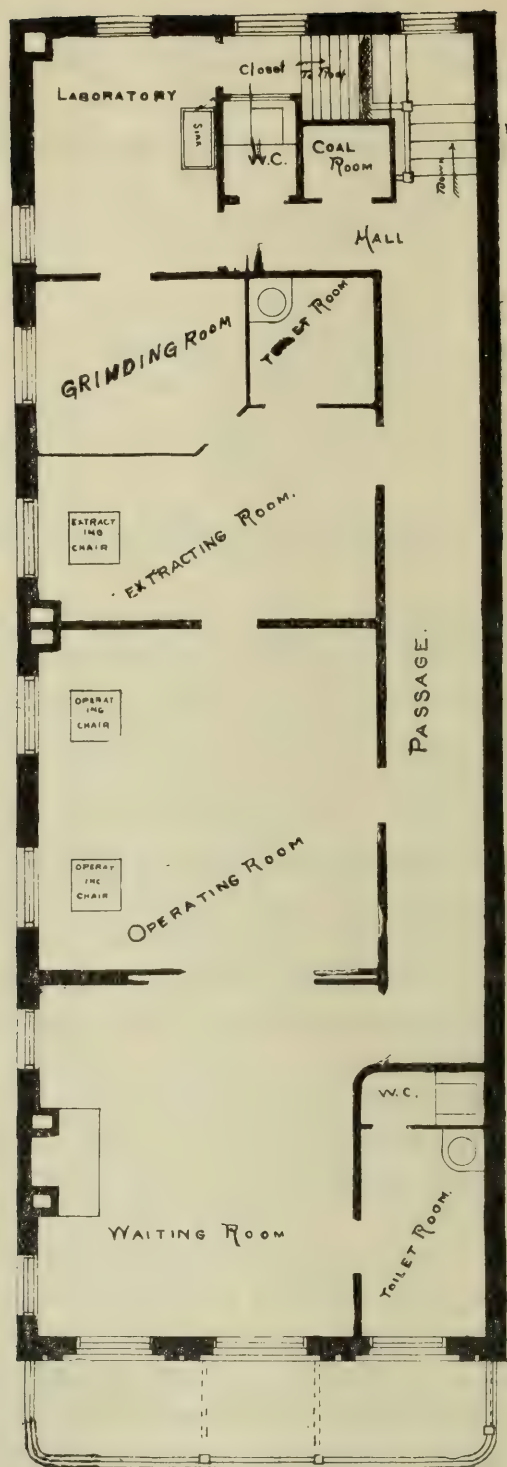 Closet
To Roof
LABORATORY
SINK
W.C.
COAL
ROOM
DOWN
HALL
GRINDING ROOM
TOILET ROOM
EXTRACT
ING
CHAIR
EXTRACTING ROOM.
PASSAGE.
OPERAT
ING
CHAIR
OPERAT
ING
CHAIR
OPERATING ROOM
W.C.
WAITING ROOM
TOILET ROOM.